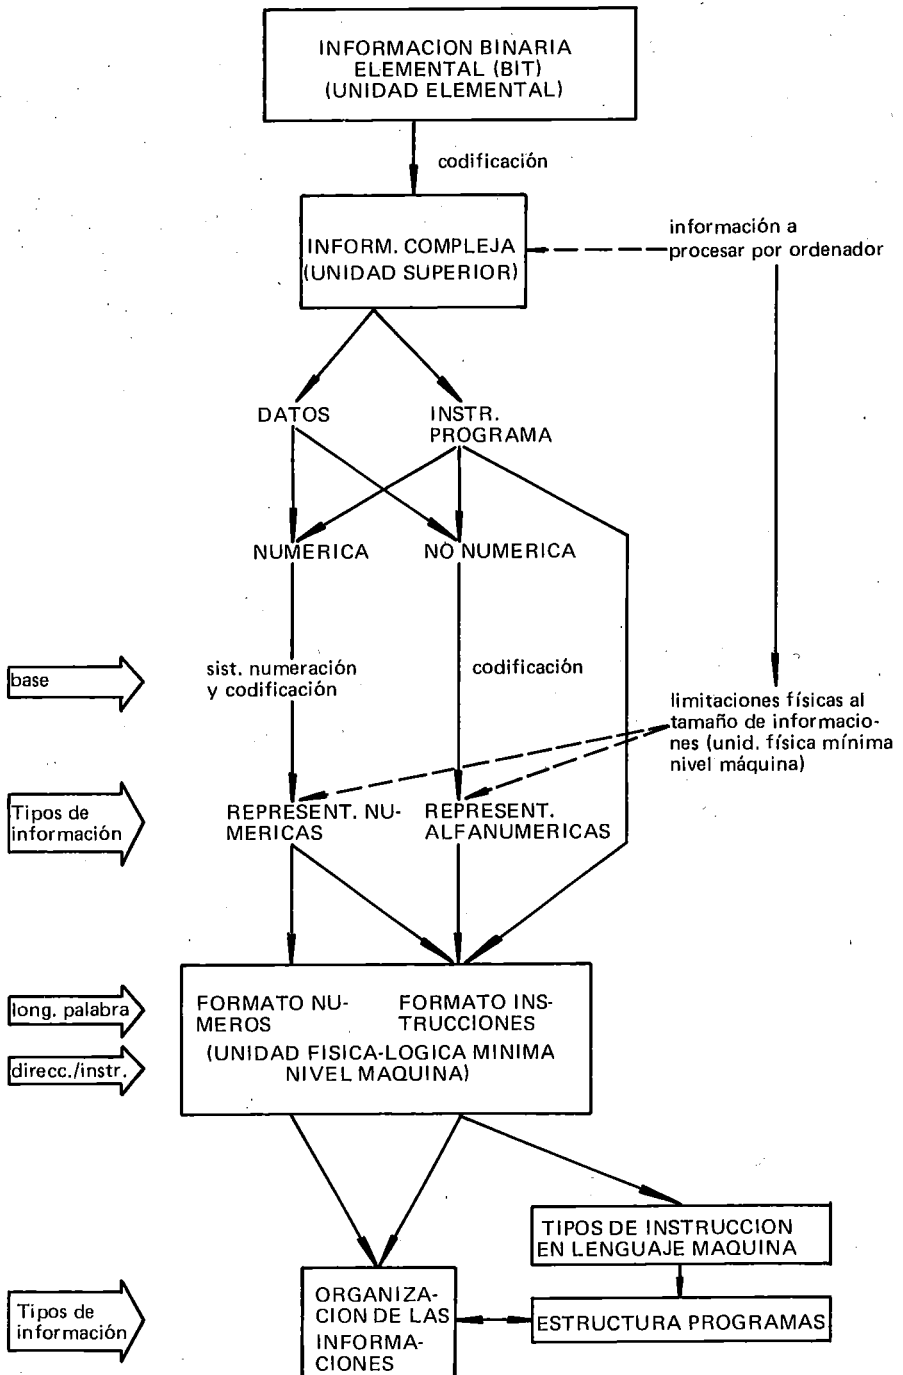 INFORMACION BINARIA
ELEMENTAL (BIT)
(UNIDAD ELEMENTAL)
codificación
INFORM. COMPLEJA
(UNIDAD SUPERIOR)
información a
procesar por ordenador
DATOS
INSTR.
PROGRAMA
NUMERICA
NO NUMERICA
base
sist. numeración
y codificación
codificación
limitaciones físicas al
tamaño de informacio-
nes (unid. física mínima
nivel máquina)
Tipos de
información
REPRESENT. NU-
MERICAS
REPRESENT.
ALFANUMERICAS
long. palabra
direcc./instr.
FORMATO NU-
MEROS
FORMATO INS-
TRUCCIONES
(UNIDAD FISICA-LOGICA MINIMA
NIVEL MAQUINA)
TIPOS DE INSTRUCCION
EN LENGUAJE MAQUINA
Tipos de
información
ORGANIZA-
CION DE LAS
INFORMA-
CIONES
ESTRUCTURA PROGRAMAS